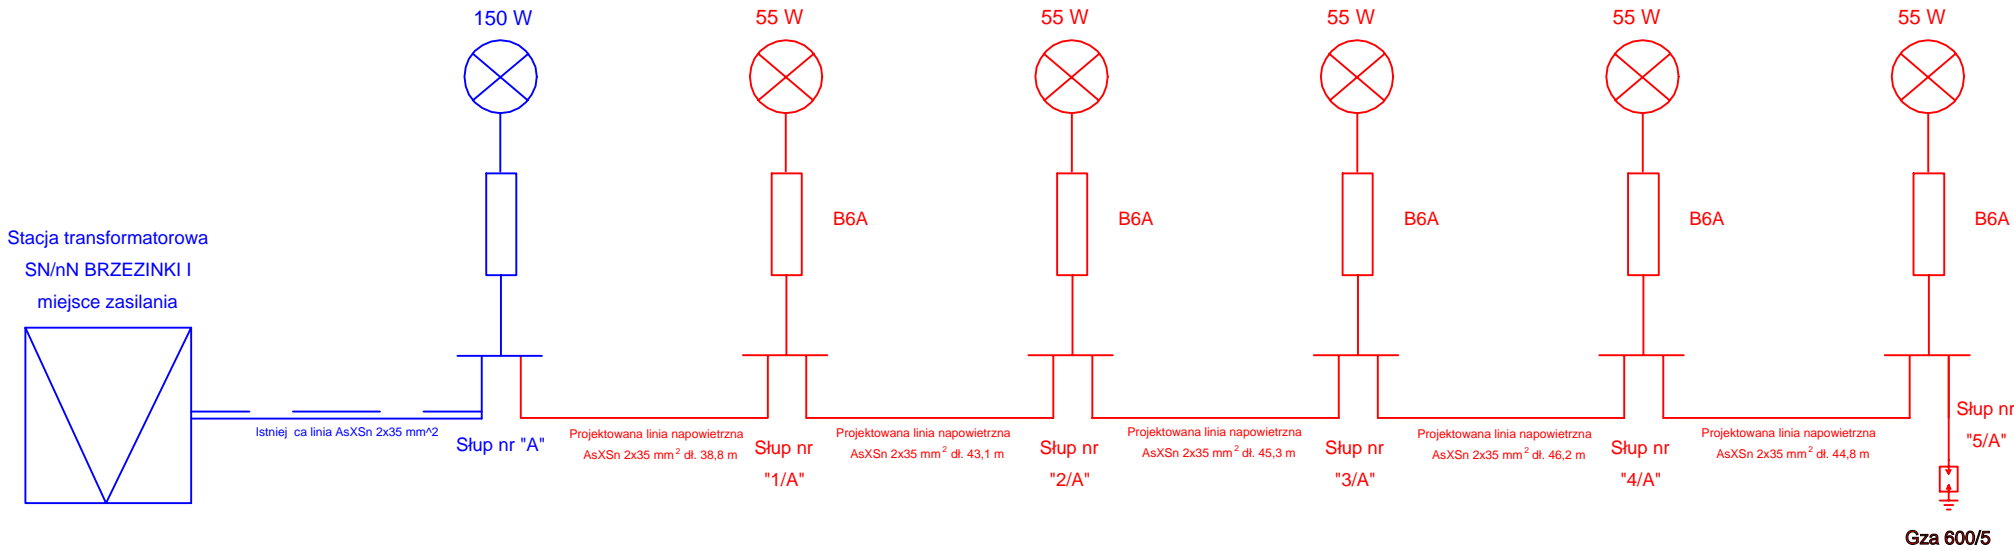 150 W
55 W
55 W
55 W
55 W
55 W
B6A
B6A
B6A
B6A
B6A
Stacja transformatorowa
SN/nN BRZEZINKI I
miejsce zasilania
Istniej ca linia AsXSn 2x35 mm^2
Słup nr "A"
Projektowana linia napowietrzna
AsXSn 2x35 mm² dł. 38,8 m
Słup nr
"1/A"
Projektowana linia napowietrzna
AsXSn 2x35 mm² dł. 43,1 m
Słup nr
"2/A"
Projektowana linia napowietrzna
AsXSn 2x35 mm² dł. 45,3 m
Słup nr
"3/A"
Projektowana linia napowietrzna
AsXSn 2x35 mm² dł. 46,2 m
Słup nr
"4/A"
Projektowana linia napowietrzna
AsXSn 2x35 mm² dł. 44,8 m
Słup nr
"5/A"
Gza 600/5